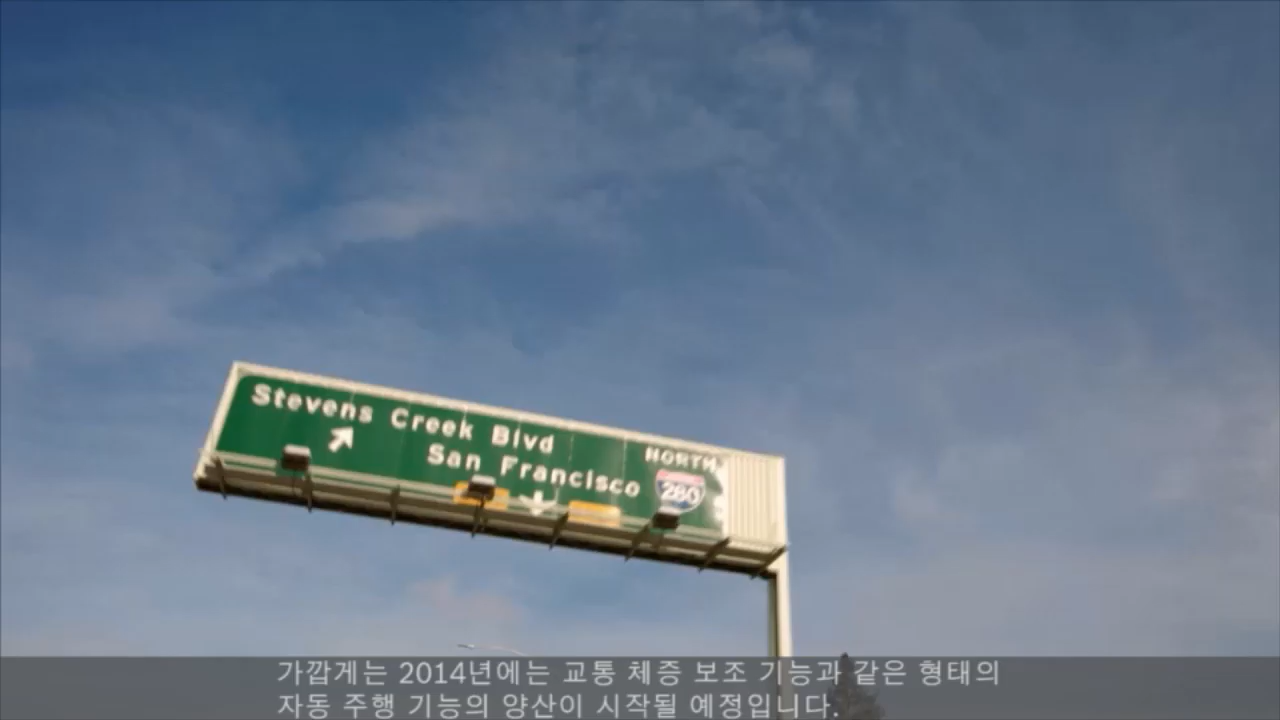 Stevens Creek Blvd
San Francisco
NORTH
280
가깝게는 2014년에는 교통 체증 보조 기능과 같은 형태의
자동 주행 기능의 양산이 시작될 예정입니다.